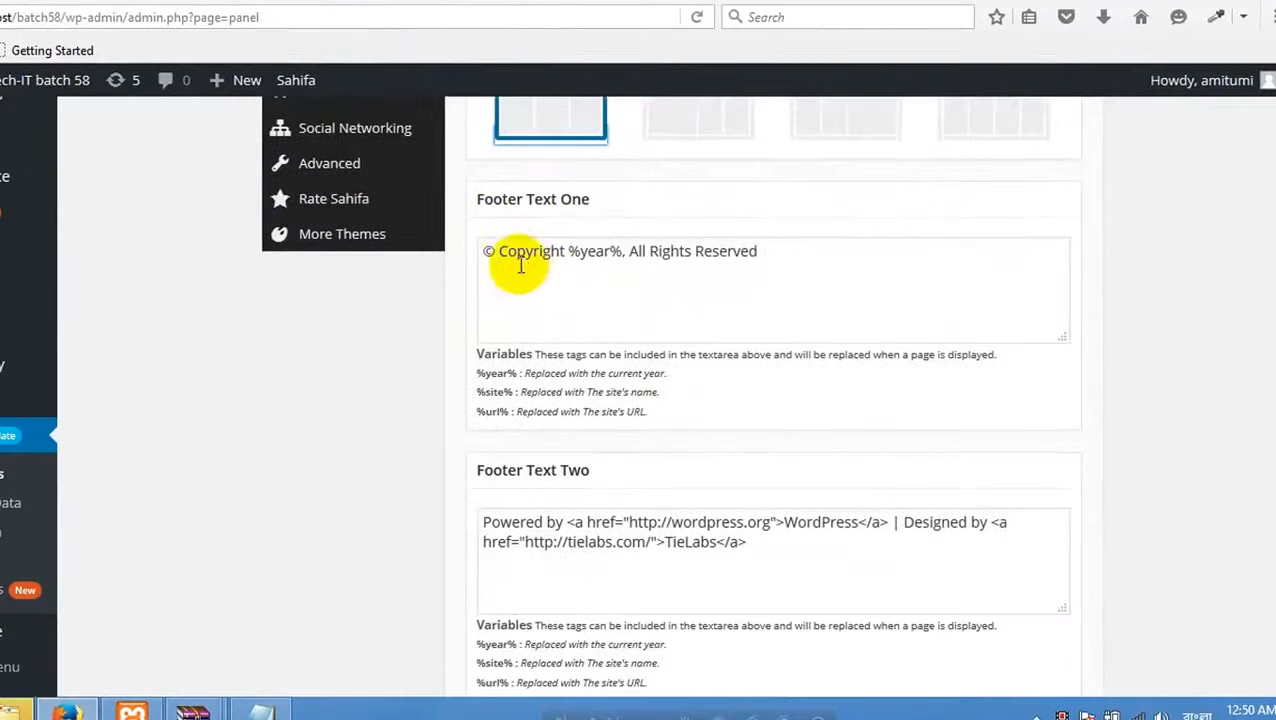 ost/batch58/wp-admin/admin.php?page=panel
Search
Getting Started
ech-IT batch 58
5
0
New
Sahifa
Howdy, amitumi
Social Networking
Advanced
Rate Sahifa
More Themes
Footer Text One
© Copyright %year%, All Rights Reserved
Variables These tags can be included in the textarea above and will be replaced when a page is displayed.
%year% : Replaced with the current year.
%site% : Replaced with The site's name.
%url% : Replaced with The site's URL.
Footer Text Two
Powered by <a href="http://wordpress.org">WordPress</a> | Designed by <a
href="http://tielabs.com/">TieLabs</a>
Variables These tags can be included in the textarea above and will be replaced when a page is displayed.
%year% : Replaced with the current year.
%site% : Replaced with The site's name.
%url% : Replaced with The site's URL.
New
বাংলা
12:50 AM